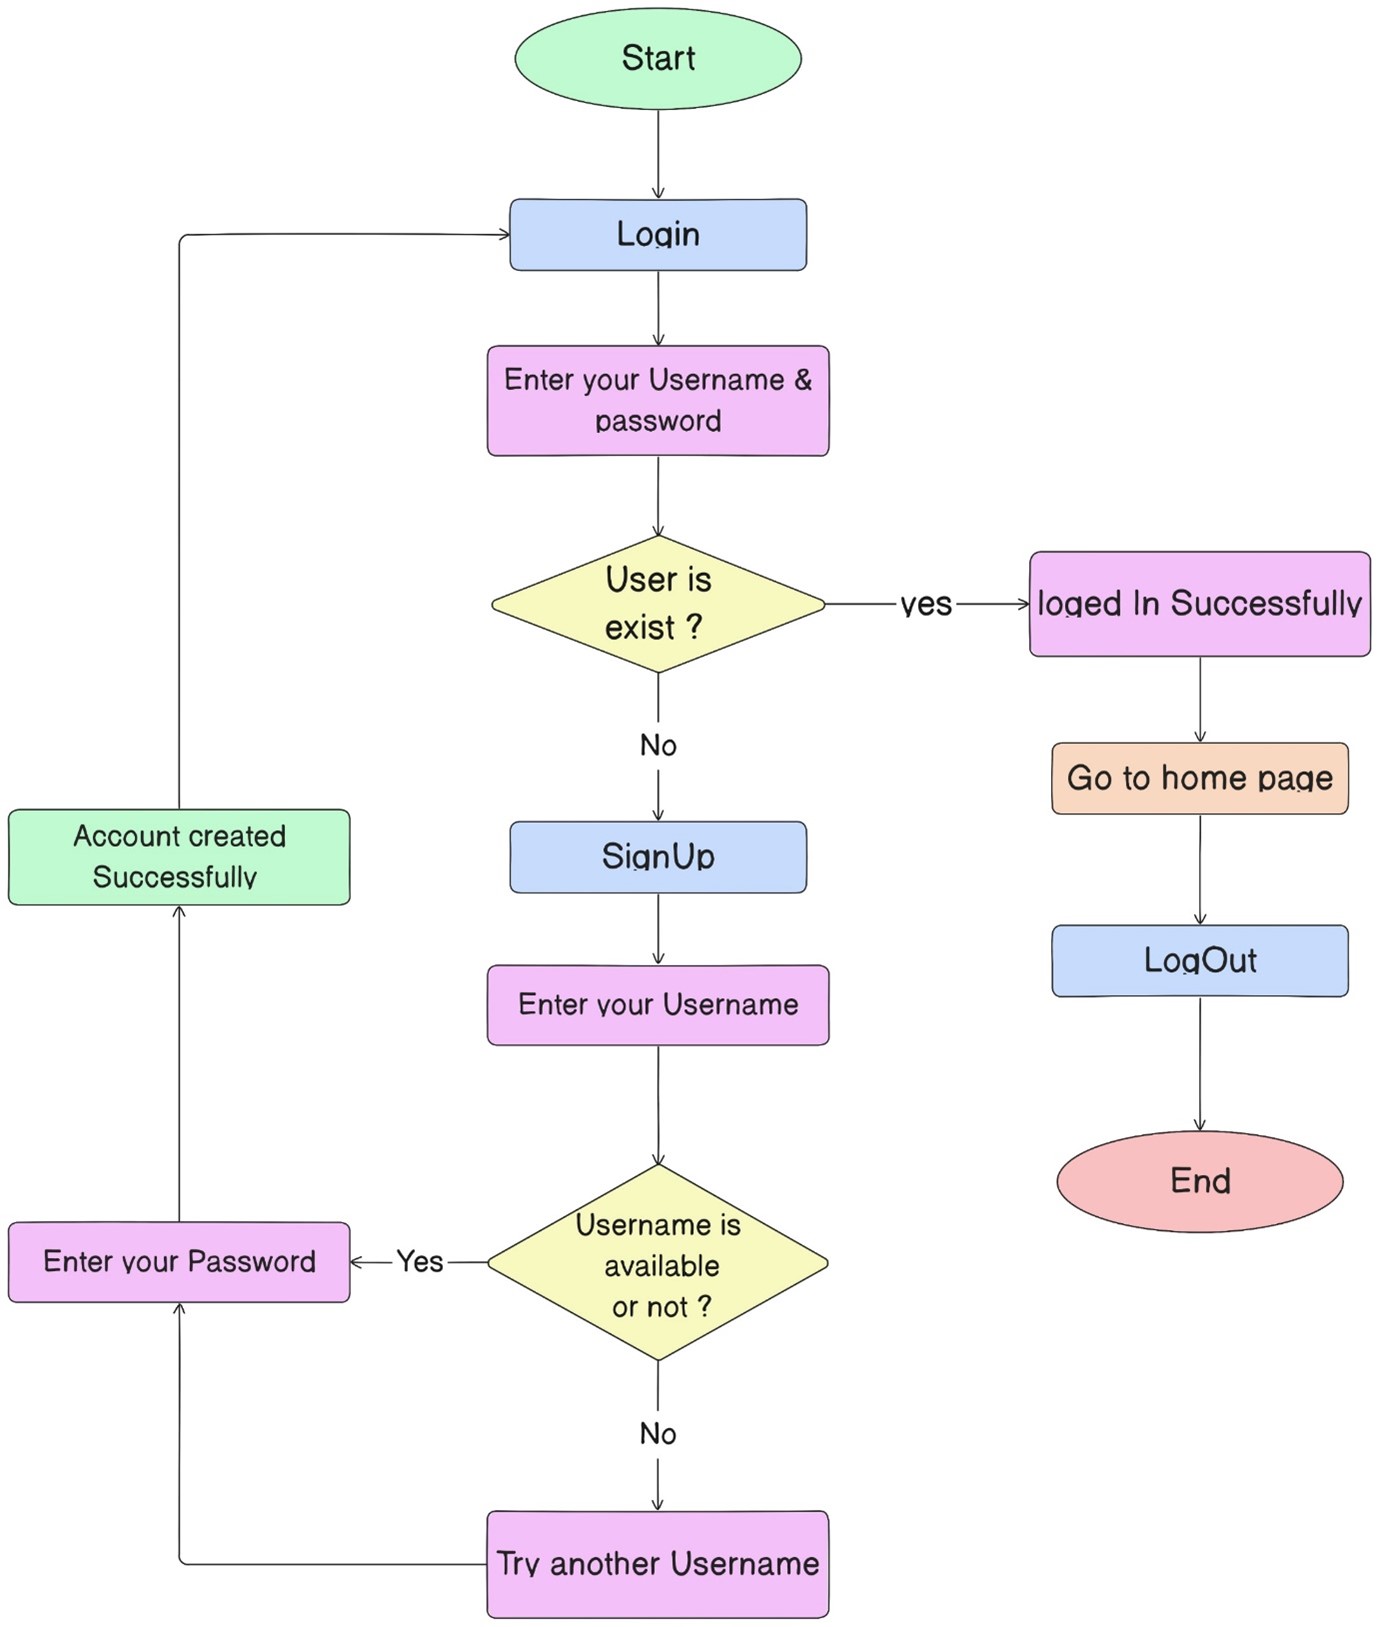 Start
Login
Enter your Username &
password
User is
exist ?
yes
loged In Successfully
No
Go to home page
Account created
Successfully
SignUp
LogOut
Enter your Username
End
Username is
available
or not ?
Yes
Enter your Password
No
Try another Username